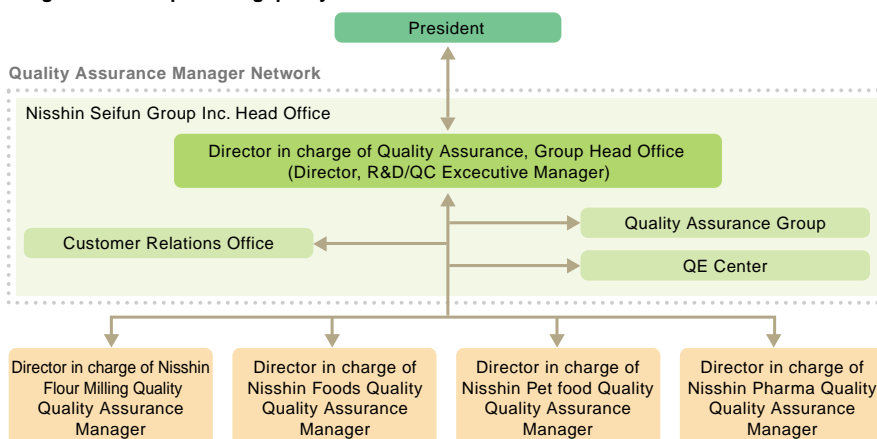 President
Quality Assurance Manager Network
Nisshin Seifun Group Inc. Head Office
Director in charge of Quality Assurance, Group Head Office
(Director, R&D/QC Excecutive Manager)
Quality Assurance Group
Customer Relations Office
QE Center
Director in charge of Nisshin
Flour Milling Quality
Quality Assurance
Manager
Director in charge of
Nisshin Foods Quality
Quality Assurance
Manager
Director in charge of
Nisshin Pet food Quality
Quality Assurance
Manager
Director in charge of
Nisshin Pharma Quality
Quality Assurance
Manager